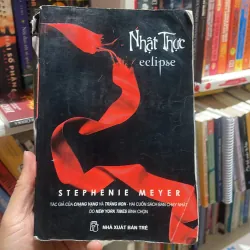 Nhật Thực
eclipse
STEPHENIE MEYER
TÁC GIẢ CỦA CHẠNG VẠNG VÀ TRĂNG NON - HAI CUỐN SÁCH BÁN CHẠY NHẤT
DO NEW YORK TIMES BÌNH CHỌN
NHÀ XUẤT BẢN TRẺ